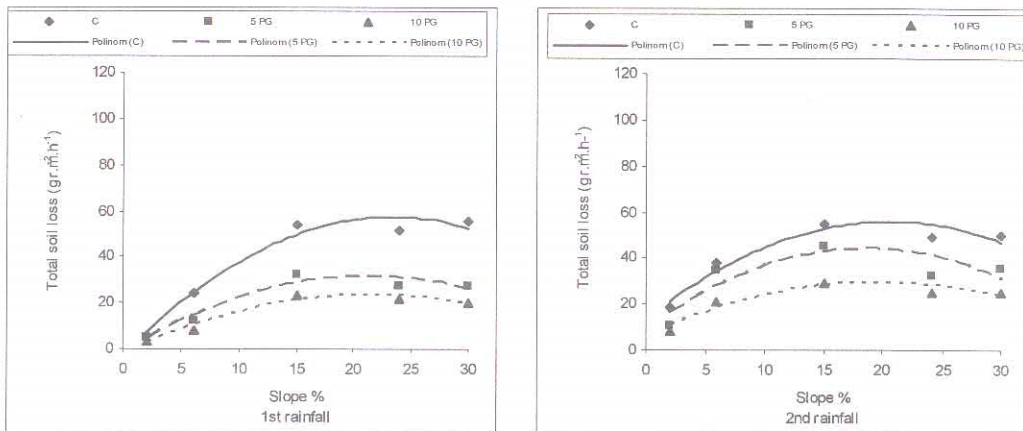 C 5 PG 10 PG
Polinom (C) Polinom (5 PG) Polinom (10 PG)
120
100
80
60
40
20
0
Total soil loss (gr.m².h⁻¹)
0 5 10 15 20 25 30
Slope %
1st rainfall
C 5 PG 10 PG
Polinom (C) Polinom (5 PG) Polinom (10 PG)
120
100
80
60
40
20
0
Total soil loss (gr.m².h-¹)
0 5 10 15 20 25 30
Slope %
2nd rainfall